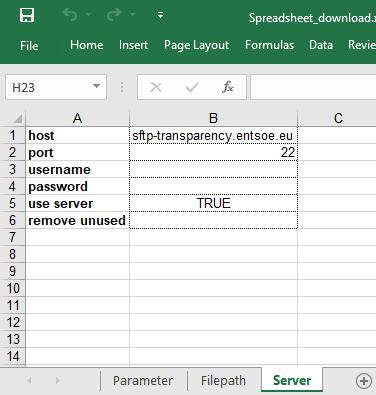 Spreadsheet_download.x
File Home Insert Page Layout Formulas Data Revie
H23
A B C
1 host sftp-transparency.entsoe.eu
2 port 22
3 username
4 password
5 use server TRUE
6 remove unused
7
8
9
10
11
12
13
14
Parameter Filepath Server